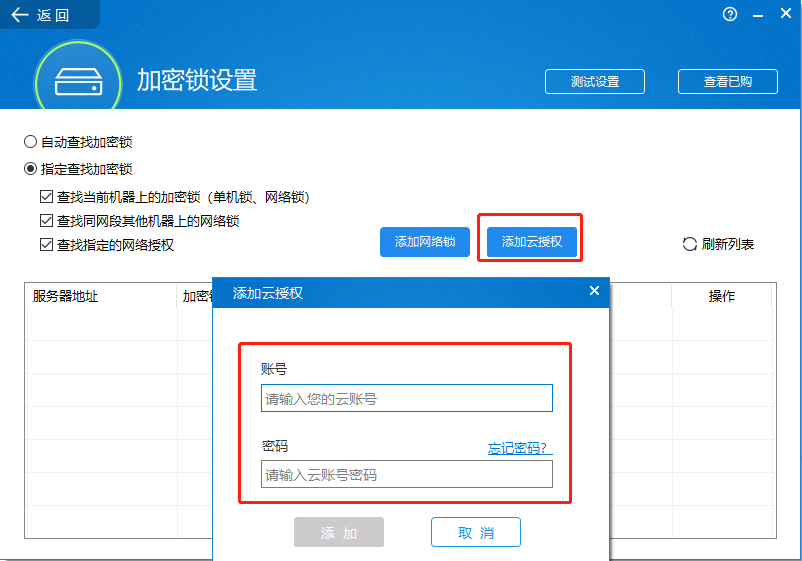 返 回
加密锁设置
测试设置
查看已购
自动查找加密锁
指定查找加密锁
查找当前机器上的加密锁（单机锁、网络锁）
查找同网段其他机器上的网络锁
查找指定的网络授权
添加网络锁
添加云授权
刷新列表
服务器地址
加密
操作
添加云授权
账号
请输入您的云账号
密码
忘记密码?
请输入云账号密码
添 加
取 消